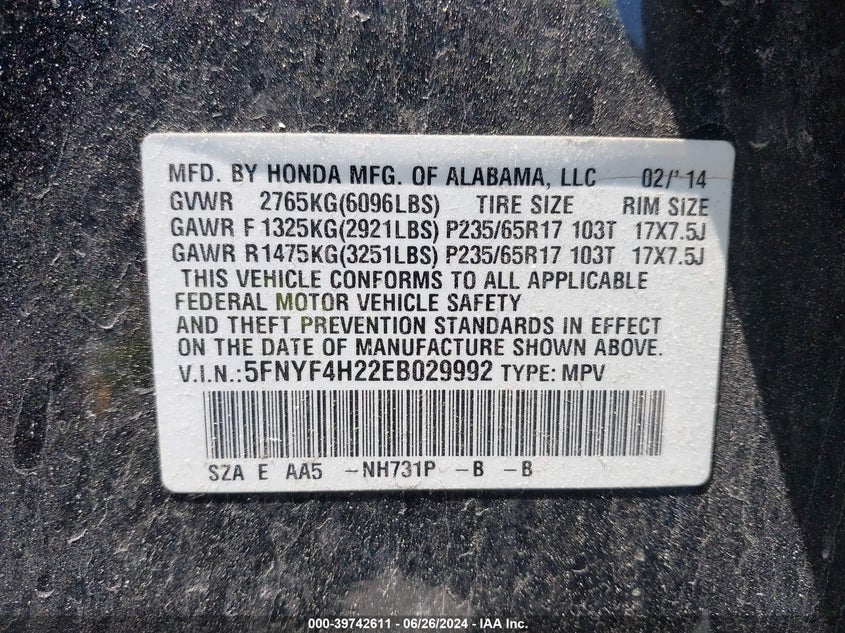 MFD. BY HONDA MFG. OF ALABAMA, LLC 02/'14
GVWR 2765KG(6096LBS) TIRE SIZE RIM SIZE
GAWR F 1325KG(2921LBS) P235/65R17 103T 17X7.5J
GAWR R1475KG(3251LBS) P235/65R17 103T 17X7.5J
THIS VEHICLE CONFORMS TO ALL APPLICABLE
FEDERAL MOTOR VEHICLE SAFETY
AND THEFT PREVENTION STANDARDS IN EFFECT
ON THE DATE OF MANUFACTURE SHOWN ABOVE.
V.I.N.:5FNYF4H22EB029992 TYPE: MPV
SZA E AA5 -NH731P -B -B
000-39742611 - 06/26/2024 - IAA Inc.